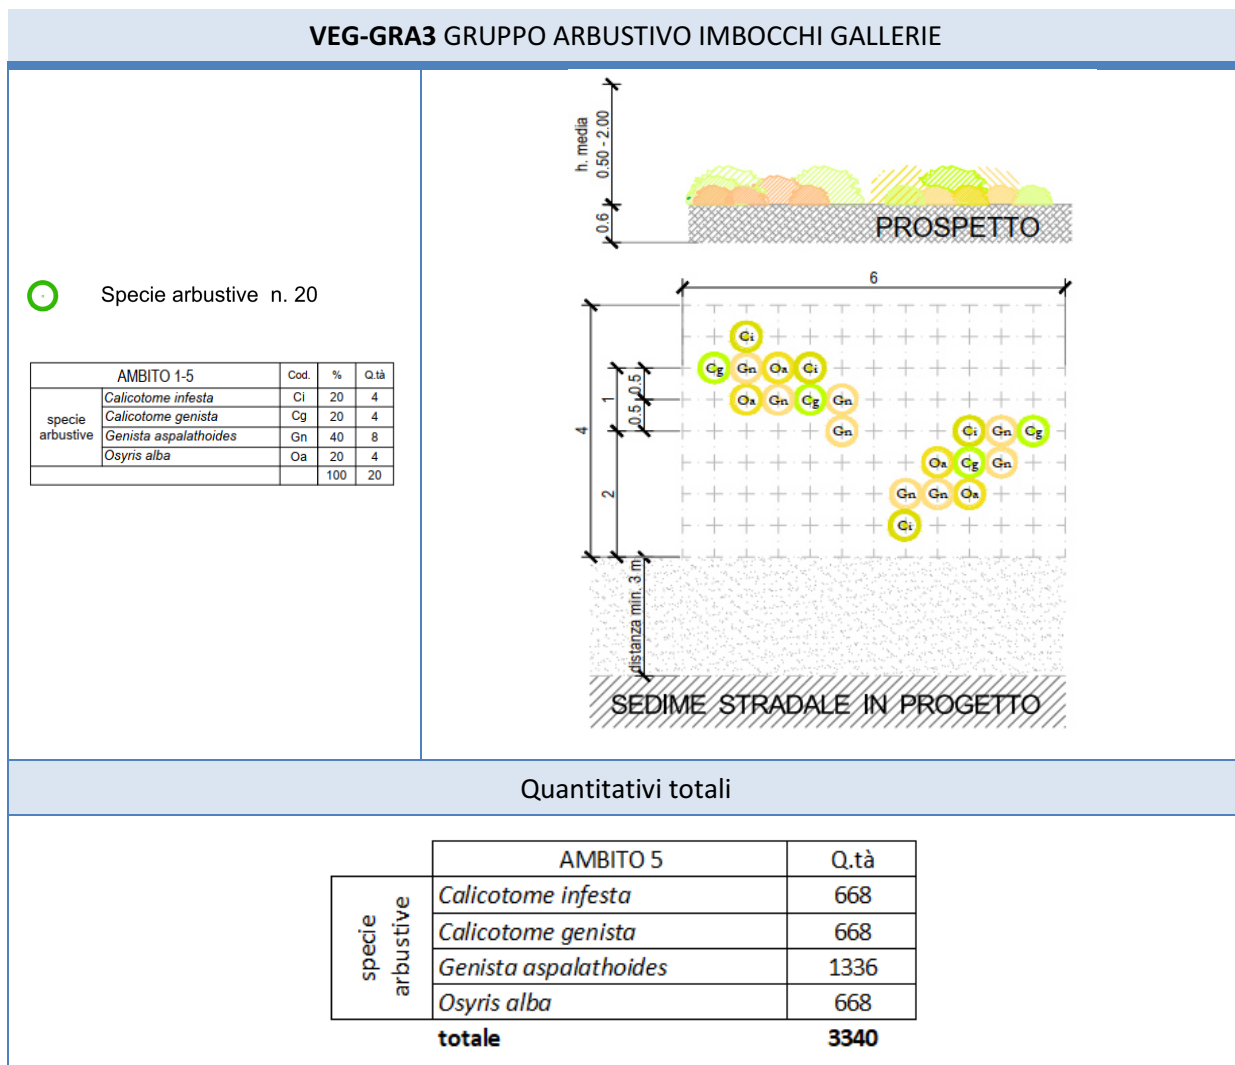 VEG-GRA3 GRUPPO ARBUSTIVO IMBOCCHI GALLERIE
Specie arbustive n. 20
AMBITO 1-5 Cod. % Q.tà
specie arbustive
Calicotome infesta Ci 20 4
Calicotome genista Cg 20 4
Genista aspalathoides Gn 40 8
Osyris alba Oa 20 4
100 20
h. media
0.50 - 2.00
0.6
PROSPETTO
6
4
1
0.5
0.5
2
Ci
Cg Gn Oa Ci
Oa Gn Cg Gn
Gn Ci Gn Cg
Oa Cg Gn
Gn Gn Oa
Ci
distanza min. 3 m
SEDIME STRADALE IN PROGETTO
Quantitativi totali
AMBITO 5 Q.tà
specie
arbustive
Calicotome infesta 668
Calicotome genista 668
Genista aspalathoides 1336
Osyris alba 668
totale 3340